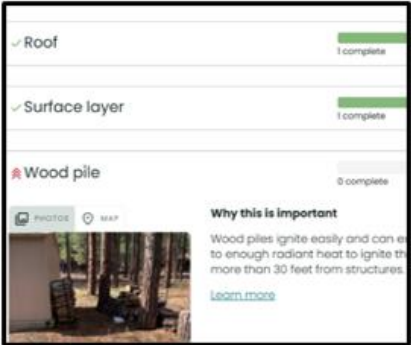 Roof
1 complete
Surface layer
1 complete
Wood pile
0 complete
PHOTOS MAP
Why this is important
Wood piles ignite easily and can e
to enough radiant heat to ignite th
more than 30 feet from structures.
Learn more